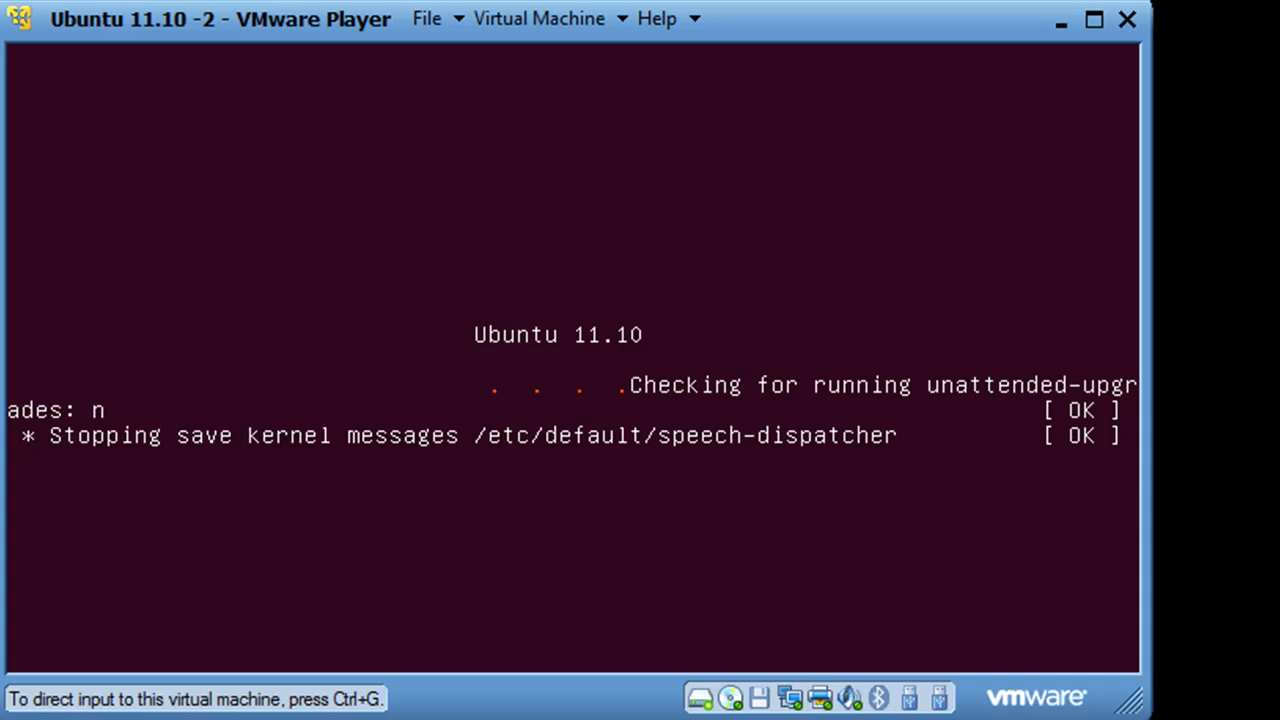 Ubuntu 11.10 -2 - VMware Player File Virtual Machine Help
Ubuntu 11.10
. . . .Checking for running unattended-upgr
ades: n [ OK ]
* Stopping save kernel messages /etc/default/speech-dispatcher [ OK ]
To direct input to this virtual machine, press Ctrl+G. vmware